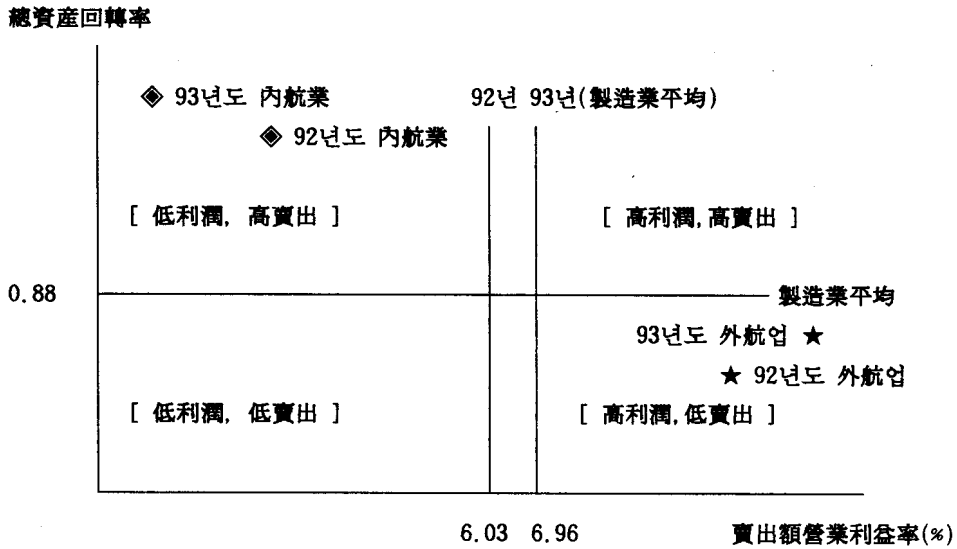 總資産回轉率
◈ 93년도 內航業 92년 93년(製造業平均)
◈ 92년도 內航業
[ 低利潤, 高賣出 ] [ 高利潤,高賣出 ]
0.88 製造業平均
93년도 外航업 ★
★ 92년도 外航업
[ 低利潤, 低賣出 ] [ 高利潤,低賣出 ]
6.03 6.96 賣出額營業利益率(%)